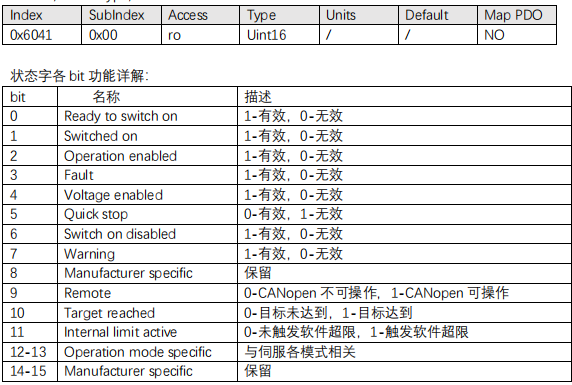 Index SubIndex Access Type Units Default Map PDO
0x6041 0x00 ro Uint16 / / NO
状态字各 bit 功能详解：
bit 名称 描述
0 Ready to switch on 1-有效，0-无效
1 Switched on 1-有效，0-无效
2 Operation enabled 1-有效，0-无效
3 Fault 1-有效，0-无效
4 Voltage enabled 1-有效，0-无效
5 Quick stop 0-有效，1-无效
6 Switch on disabled 1-有效，0-无效
7 Warning 1-有效，0-无效
8 Manufacturer specific 保留
9 Remote 0-CANopen 不可操作，1-CANopen 可操作
10 Target reached 0-目标未达到，1-目标达到
11 Internal limit active 0-未触发软件超限，1-触发软件超限
12-13 Operation mode specific 与伺服各模式相关
14-15 Manufacturer specific 保留